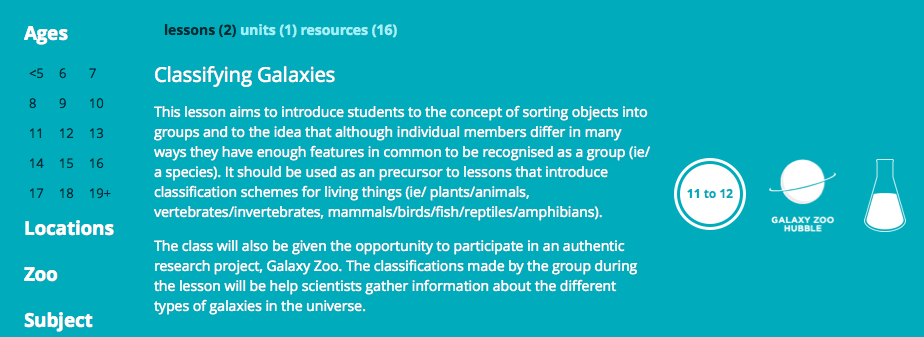 Ages
<5 6 7
8 9 10
11 12 13
14 15 16
17 18 19+
Locations
Zoo
Subject
lessons (2) units (1) resources (16)
Classifying Galaxies
This lesson aims to introduce students to the concept of sorting objects into
groups and to the idea that although individual members differ in many
ways they have enough features in common to be recognised as a group (ie/
a species). It should be used as an precursor to lessons that introduce
classification schemes for living things (ie/ plants/animals,
vertebrates/invertebrates, mammals/birds/fish/reptiles/amphibians).
The class will also be given the opportunity to participate in an authentic
research project, Galaxy Zoo. The classifications made by the group during
the lesson will be help scientists gather information about the different
types of galaxies in the universe.
11 to 12
GALAXY ZOO
HUBBLE